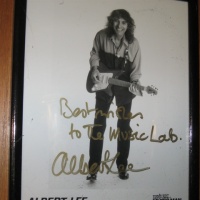 Best wishes
to The Music Lab.
Albert Lee
ALBERT LEE